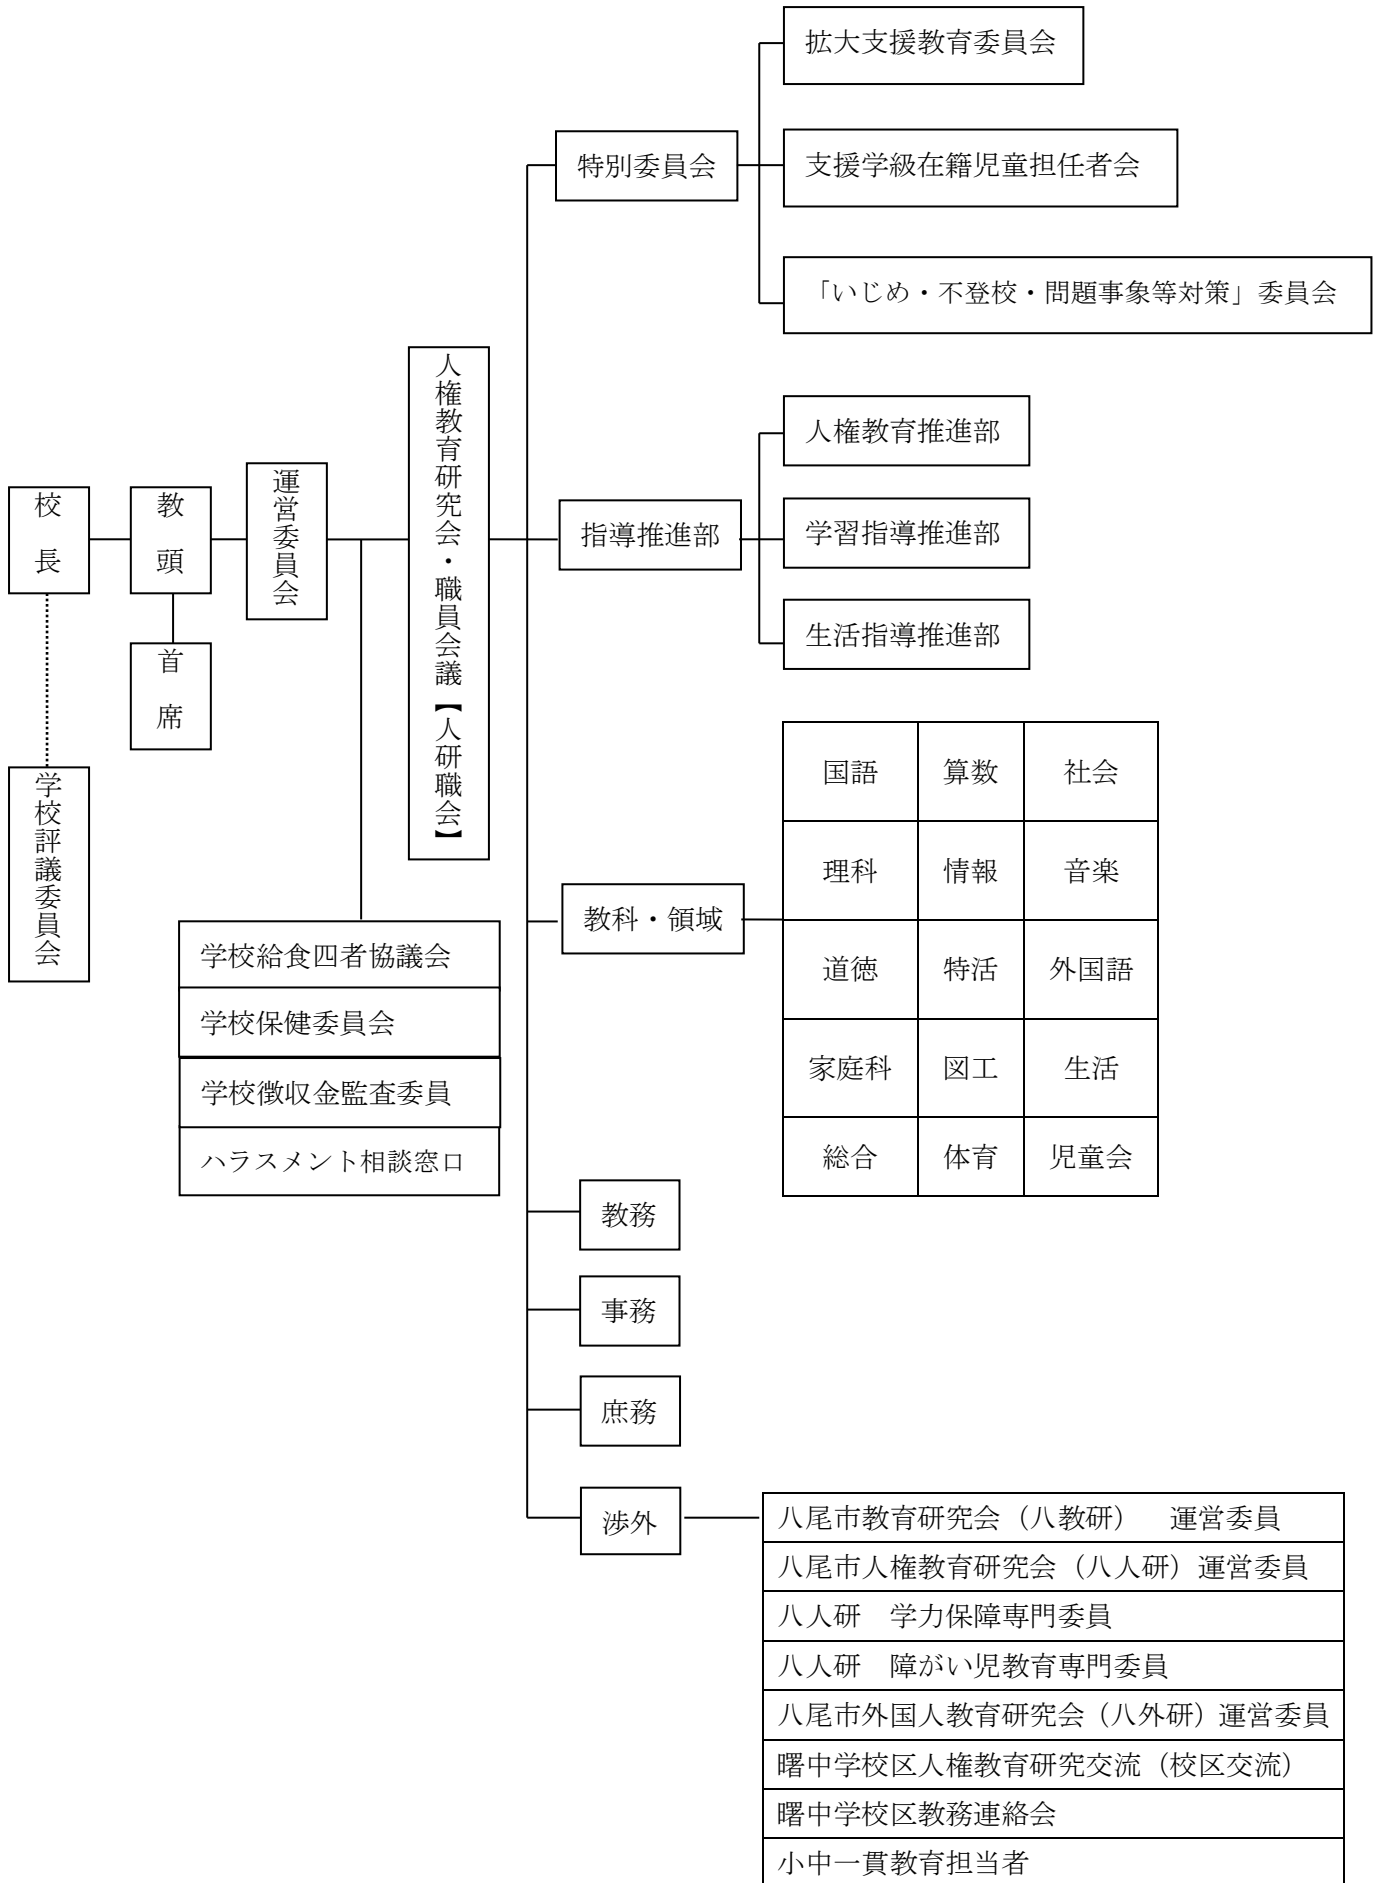 校長
教頭
首席
学校評議委員会
運営委員会
人権教育研究会・職員会議【人研職会】
学校給食四者協議会
学校保健委員会
学校徴収金監査委員
ハラスメント相談窓口
特別委員会
拡大支援教育委員会
支援学級在籍児童担任者会
「いじめ・不登校・問題事象等対策」委員会
指導推進部
人権教育推進部
学習指導推進部
生活指導推進部
教科・領域
国語 算数 社会
理科 情報 音楽
道徳 特活 外国語
家庭科 図工 生活
総合 体育 児童会
教務
事務
庶務
渉外
八尾市教育研究会（八教研）　運営委員
八尾市人権教育研究会（八人研）運営委員
八人研　学力保障専門委員
八人研　障がい児教育専門委員
八尾市外国人教育研究会（八外研）運営委員
曙中学校区人権教育研究交流（校区交流）
曙中学校区教務連絡会
小中一貫教育担当者